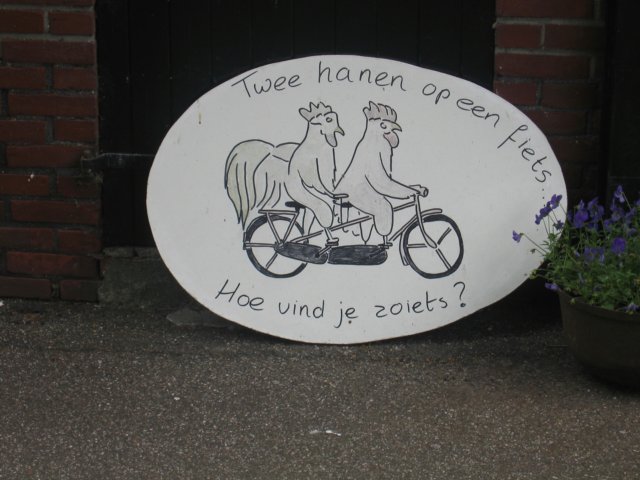 Twee hanen op een fiets..
Hoe vind je zoiets?